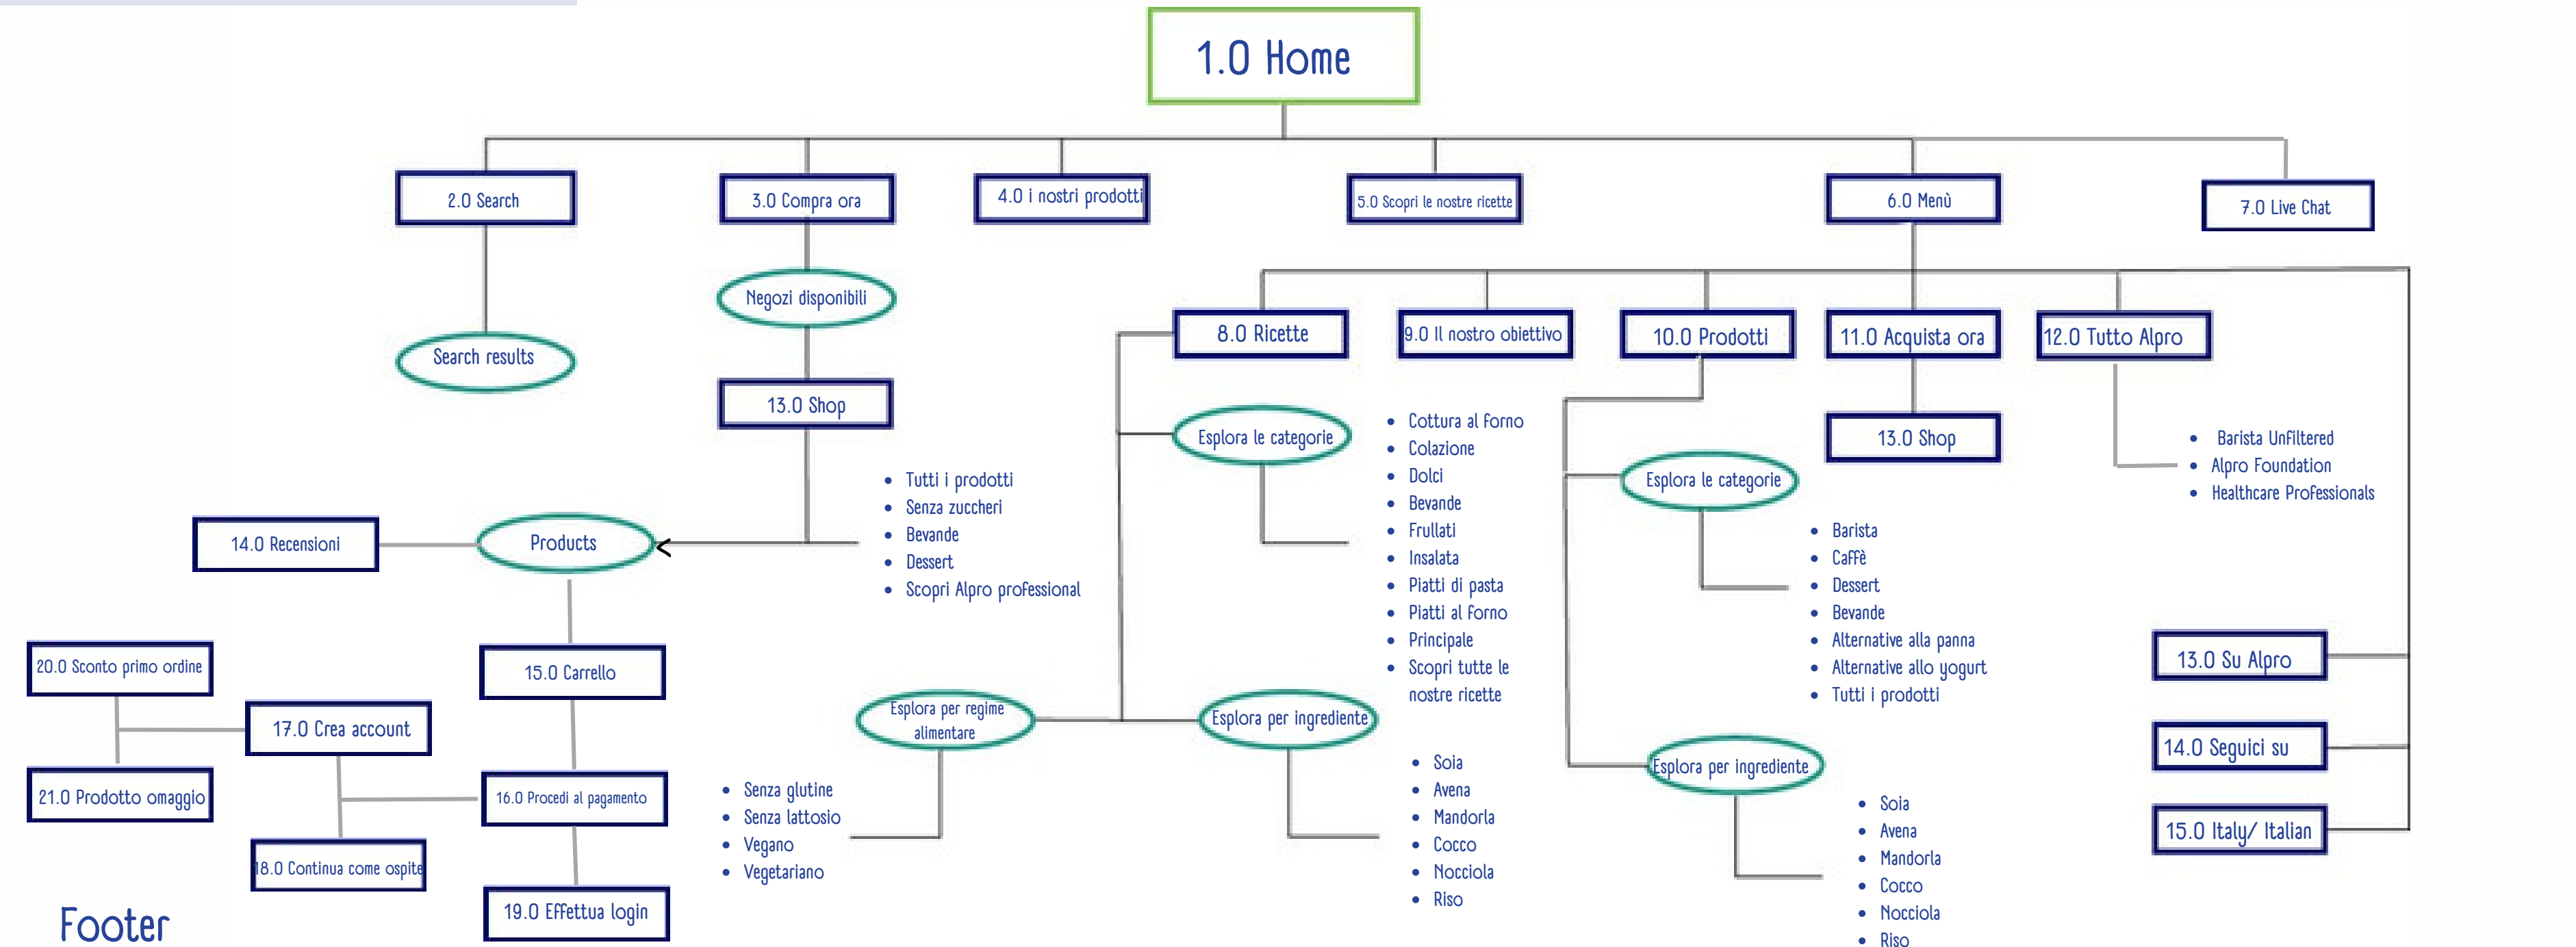 1.0 Home
2.0 Search
3.0 Compra ora
4.0 i nostri prodotti
5.0 Scopri le nostre ricette
6.0 Menù
7.0 Live Chat
Negozi disponibili
Search results
13.0 Shop
8.0 Ricette
9.0 Il nostro obiettivo
10.0 Prodotti
11.0 Acquista ora
12.0 Tutto Alpro
Esplora le categorie
• Cottura al forno
• Colazione
• Dolci
• Bevande
• Frullati
• Insalata
• Piatti di pasta
• Piatti al forno
• Principale
• Scopri tutte le
nostre ricette
Esplora le categorie
13.0 Shop
• Barista Unfiltered
• Alpro Foundation
• Healthcare Professionals
• Tutti i prodotti
• Senza zuccheri
• Bevande
• Dessert
• Scopri Alpro professional
14.0 Recensioni
Products
• Barista
• Caffè
• Dessert
• Bevande
• Alternative alla panna
• Alternative allo yogurt
• Tutti i prodotti
20.0 Sconto primo ordine
15.0 Carrello
17.0 Crea account
21.0 Prodotto omaggio
16.0 Procedi al pagamento
18.0 Continua come ospite
19.0 Effettua login
Esplora per regime
alimentare
Esplora per ingrediente
• Senza glutine
• Senza lattosio
• Vegano
• Vegetariano
• Soia
• Avena
• Mandorla
• Cocco
• Nocciola
• Riso
Esplora per ingrediente
• Soia
• Avena
• Mandorla
• Cocco
• Nocciola
• Riso
13.0 Su Alpro
14.0 Seguici su
15.0 Italy/ Italian
Footer